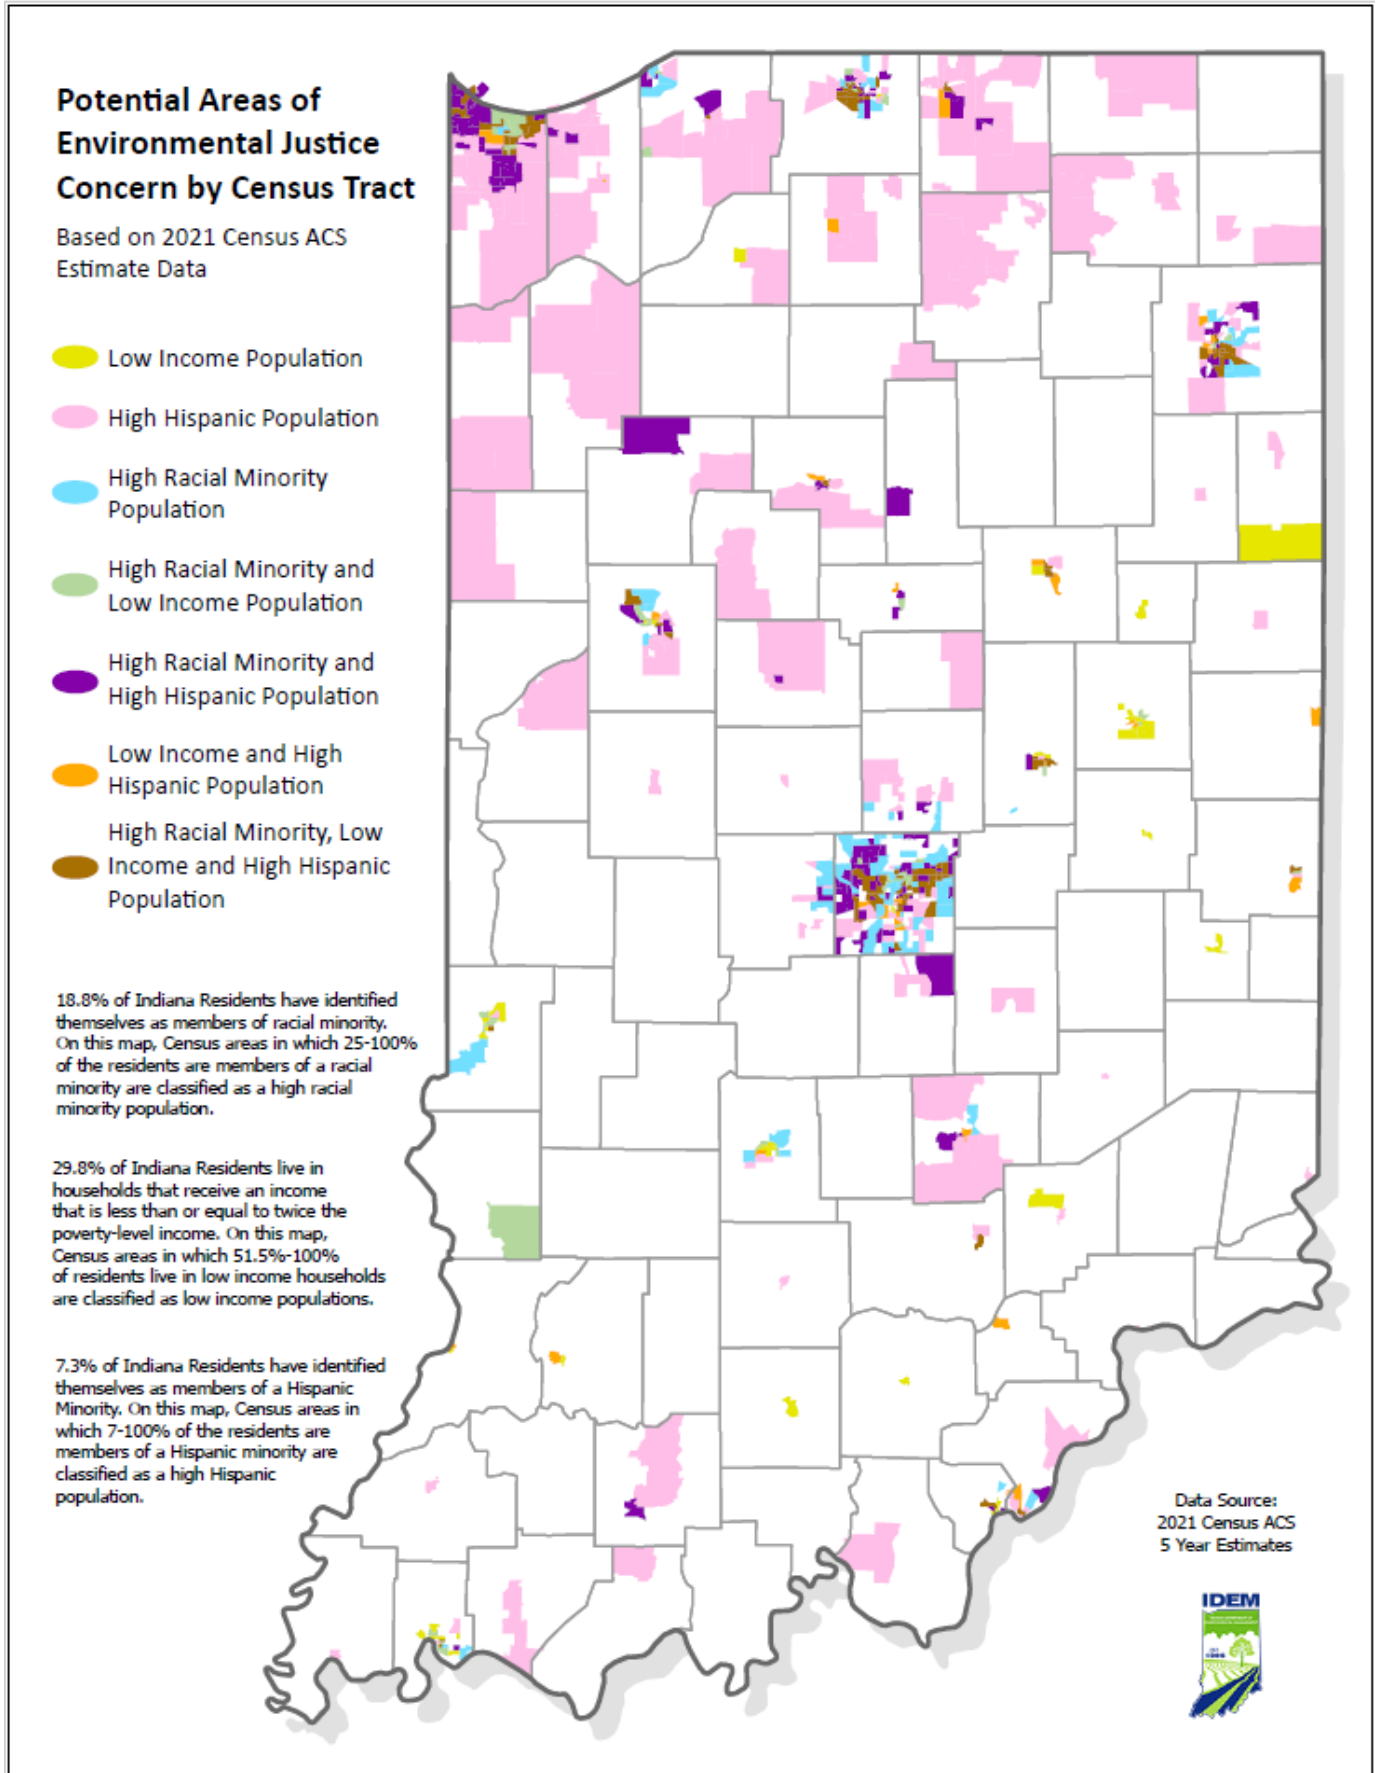 Potential Areas of
Environmental Justice
Concern by Census Tract
Based on 2021 Census ACS
Estimate Data
Low Income Population
High Hispanic Population
High Racial Minority
Population
High Racial Minority and
Low Income Population
High Racial Minority and
High Hispanic Population
Low Income and High
Hispanic Population
High Racial Minority, Low
Income and High Hispanic
Population
18.8% of Indiana Residents have identified
themselves as members of racial minority.
On this map, Census areas in which 25-100%
of the residents are members of a racial
minority are classified as a high racial
minority population.
29.8% of Indiana Residents live in
households that receive an income
that is less than or equal to twice the
poverty-level income. On this map,
Census areas in which 51.5%-100%
of residents live in low income households
are classified as low income populations.
7.3% of Indiana Residents have identified
themselves as members of a Hispanic
Minority. On this map, Census areas in
which 7-100% of the residents are
members of a Hispanic minority are
classified as a high Hispanic
population.
Data Source:
2021 Census ACS
5 Year Estimates
IDEM